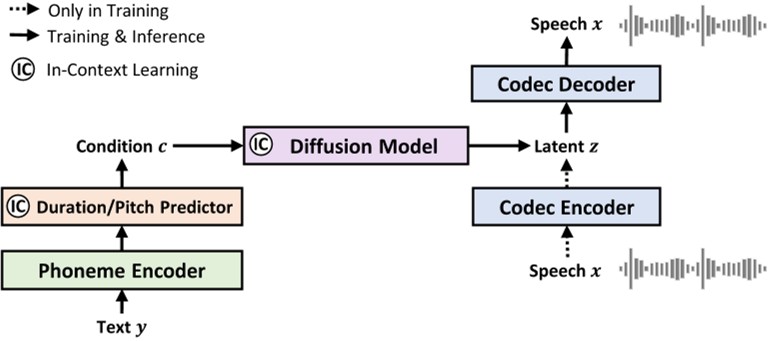 Only in Training
Training & Inference
IC In-Context Learning
Speech x
Codec Decoder
Condition c
IC Diffusion Model
Latent z
IC Duration/Pitch Predictor
Codec Encoder
Phoneme Encoder
Speech x
Text y